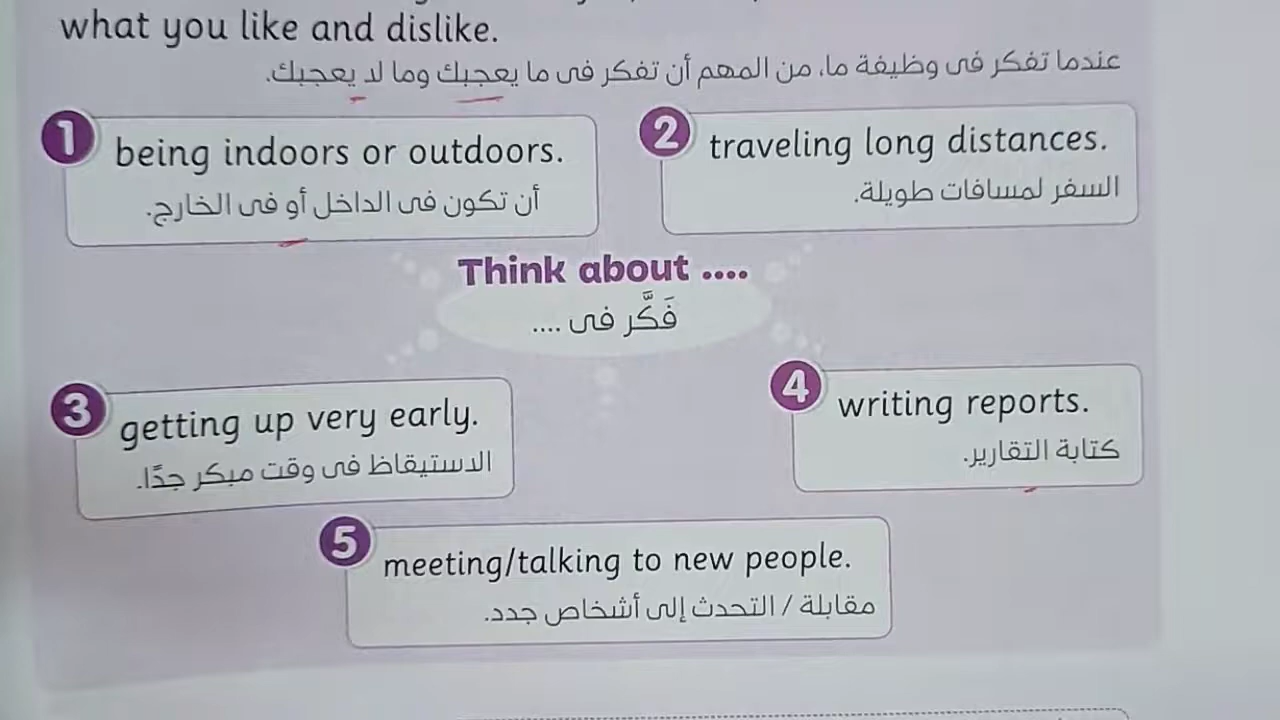 what you like and dislike.
عندما تفكر فى وظيفة ما، من المهم أن تفكر فى ما يعجبك وما لا يعجبك.
1 being indoors or outdoors.
أن تكون فى الداخل أو فى الخارج.
2 traveling long distances.
السفر لمسافات طويلة.
Think about ....
فَكَّر فى ....
3 getting up very early.
الاستيقاظ فى وقت مبكر جدًا.
4 writing reports.
كتابة التقارير.
5 meeting/talking to new people.
مقابلة / التحدث إلى أشخاص جدد.